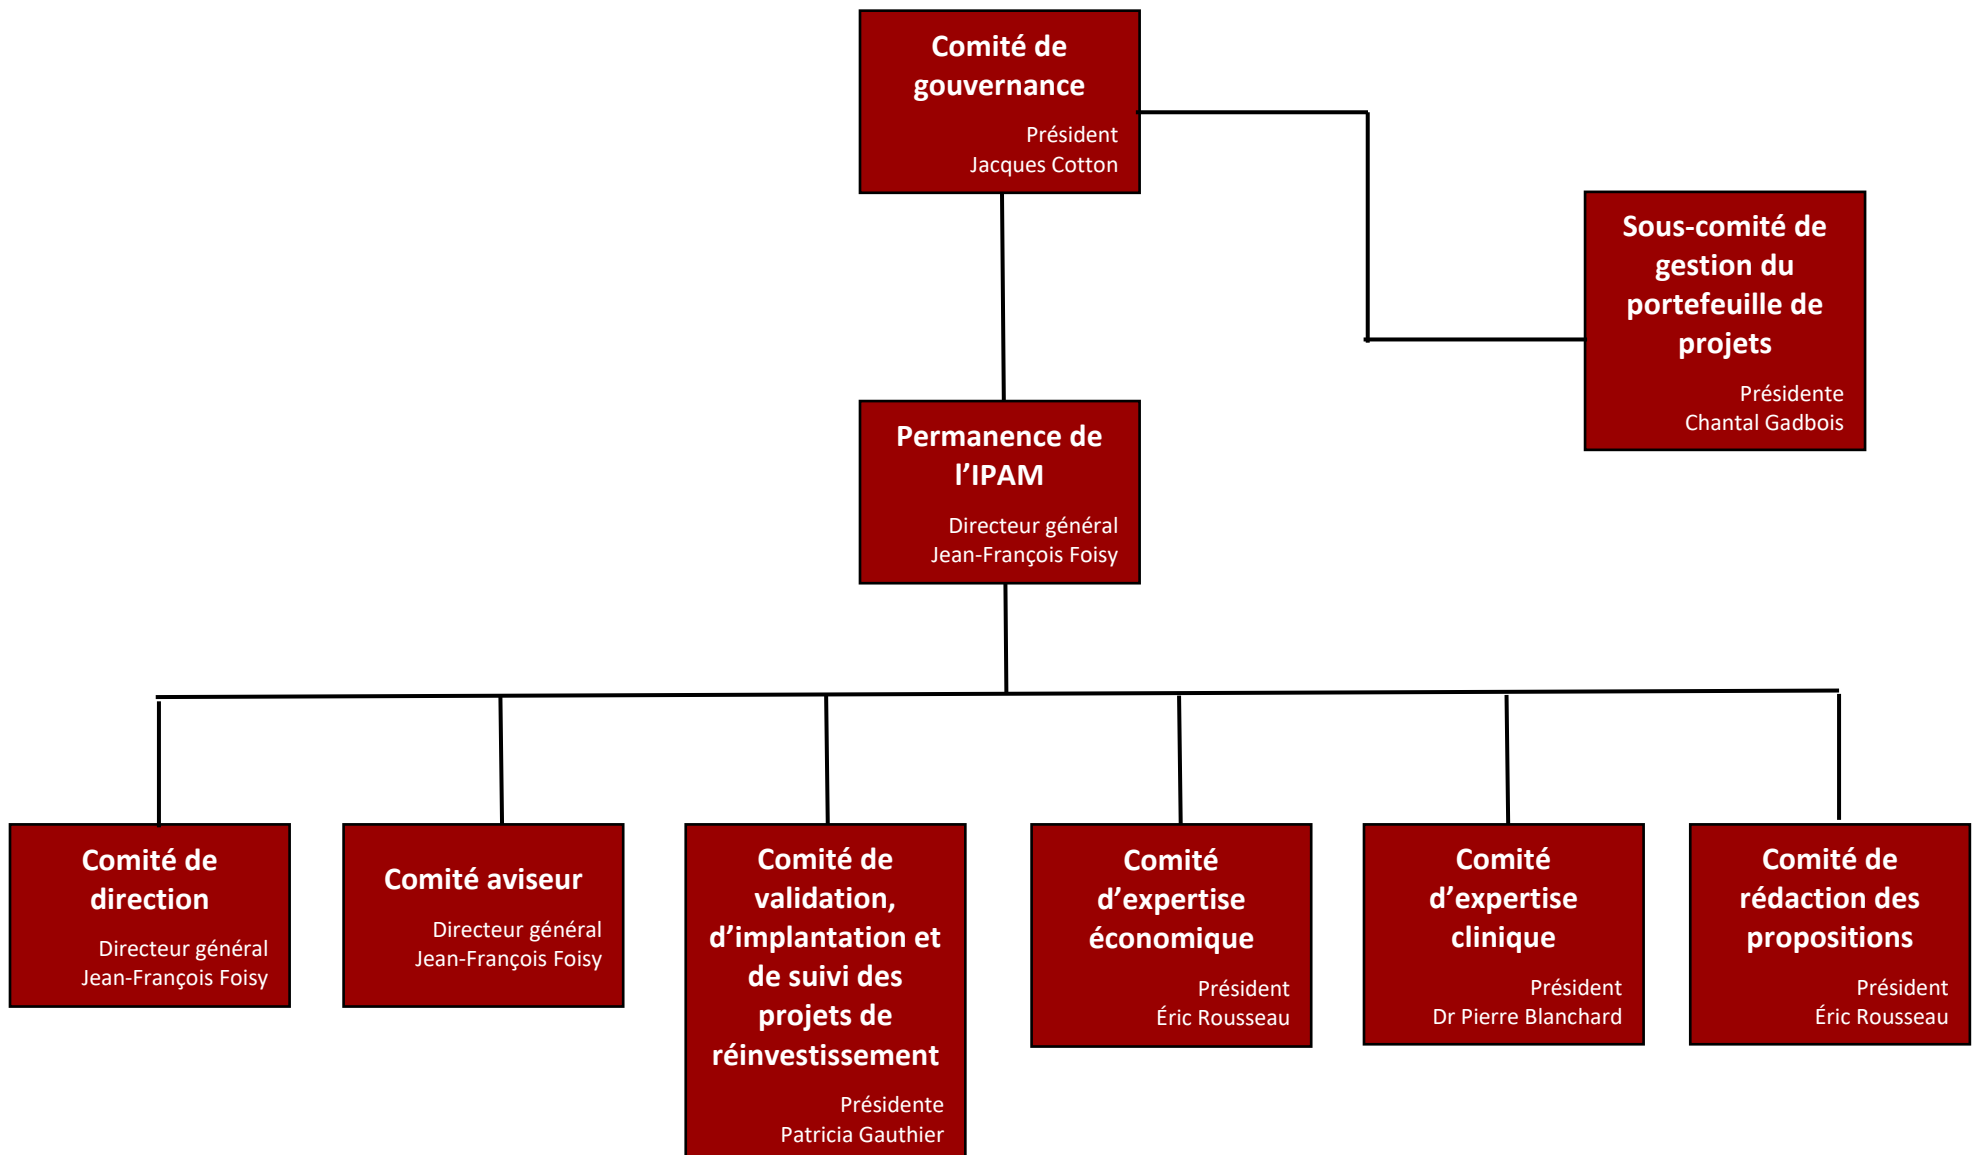 Comité de
gouvernance
Président
Jacques Cotton
Sous-comité de
gestion du
portefeuille de
projets
Présidente
Chantal Gadbois
Permanence de
l’IPAM
Directeur général
Jean-François Foisy
Comité de
direction
Directeur général
Jean-François Foisy
Comité aviseur
Directeur général
Jean-François Foisy
Comité de
validation,
d’implantation et
de suivi des
projets de
réinvestissement
Présidente
Patricia Gauthier
Comité
d’expertise
économique
Président
Éric Rousseau
Comité
d’expertise
clinique
Président
Dr Pierre Blanchard
Comité de
rédaction des
propositions
Président
Éric Rousseau